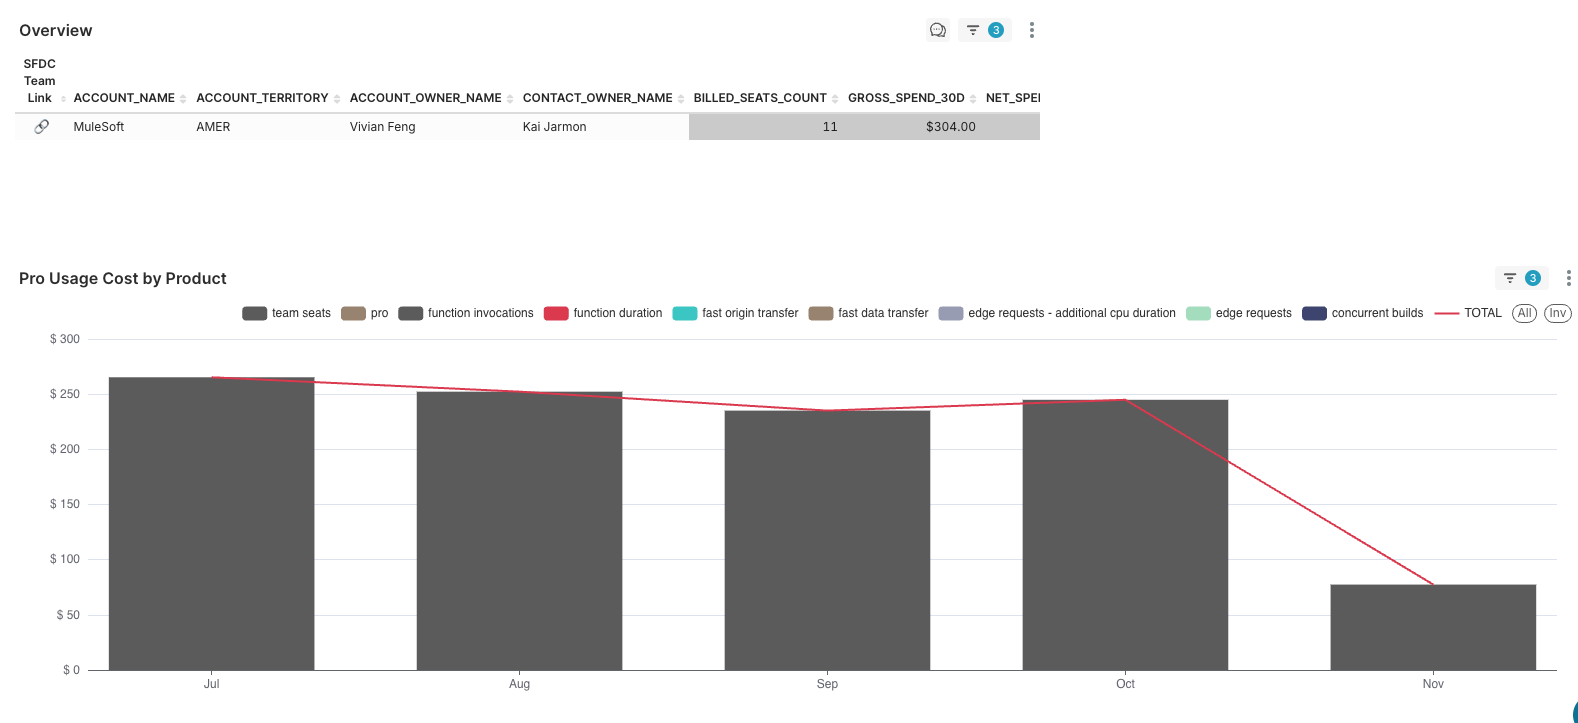 Overview
3
SFDC Team Link ACCOUNT_NAME ACCOUNT_TERRITORY ACCOUNT_OWNER_NAME CONTACT_OWNER_NAME BILLED_SEATS_COUNT GROSS_SPEND_30D NET_SPE
MuleSoft AMER Vivian Feng Kai Jarmon 11 $304.00
Pro Usage Cost by Product
3
team seats pro function invocations function duration fast origin transfer fast data transfer edge requests - additional cpu duration edge requests concurrent builds TOTAL All Inv
$ 300
$ 250
$ 200
$ 150
$ 100
$ 50
$ 0
Jul Aug Sep Oct Nov